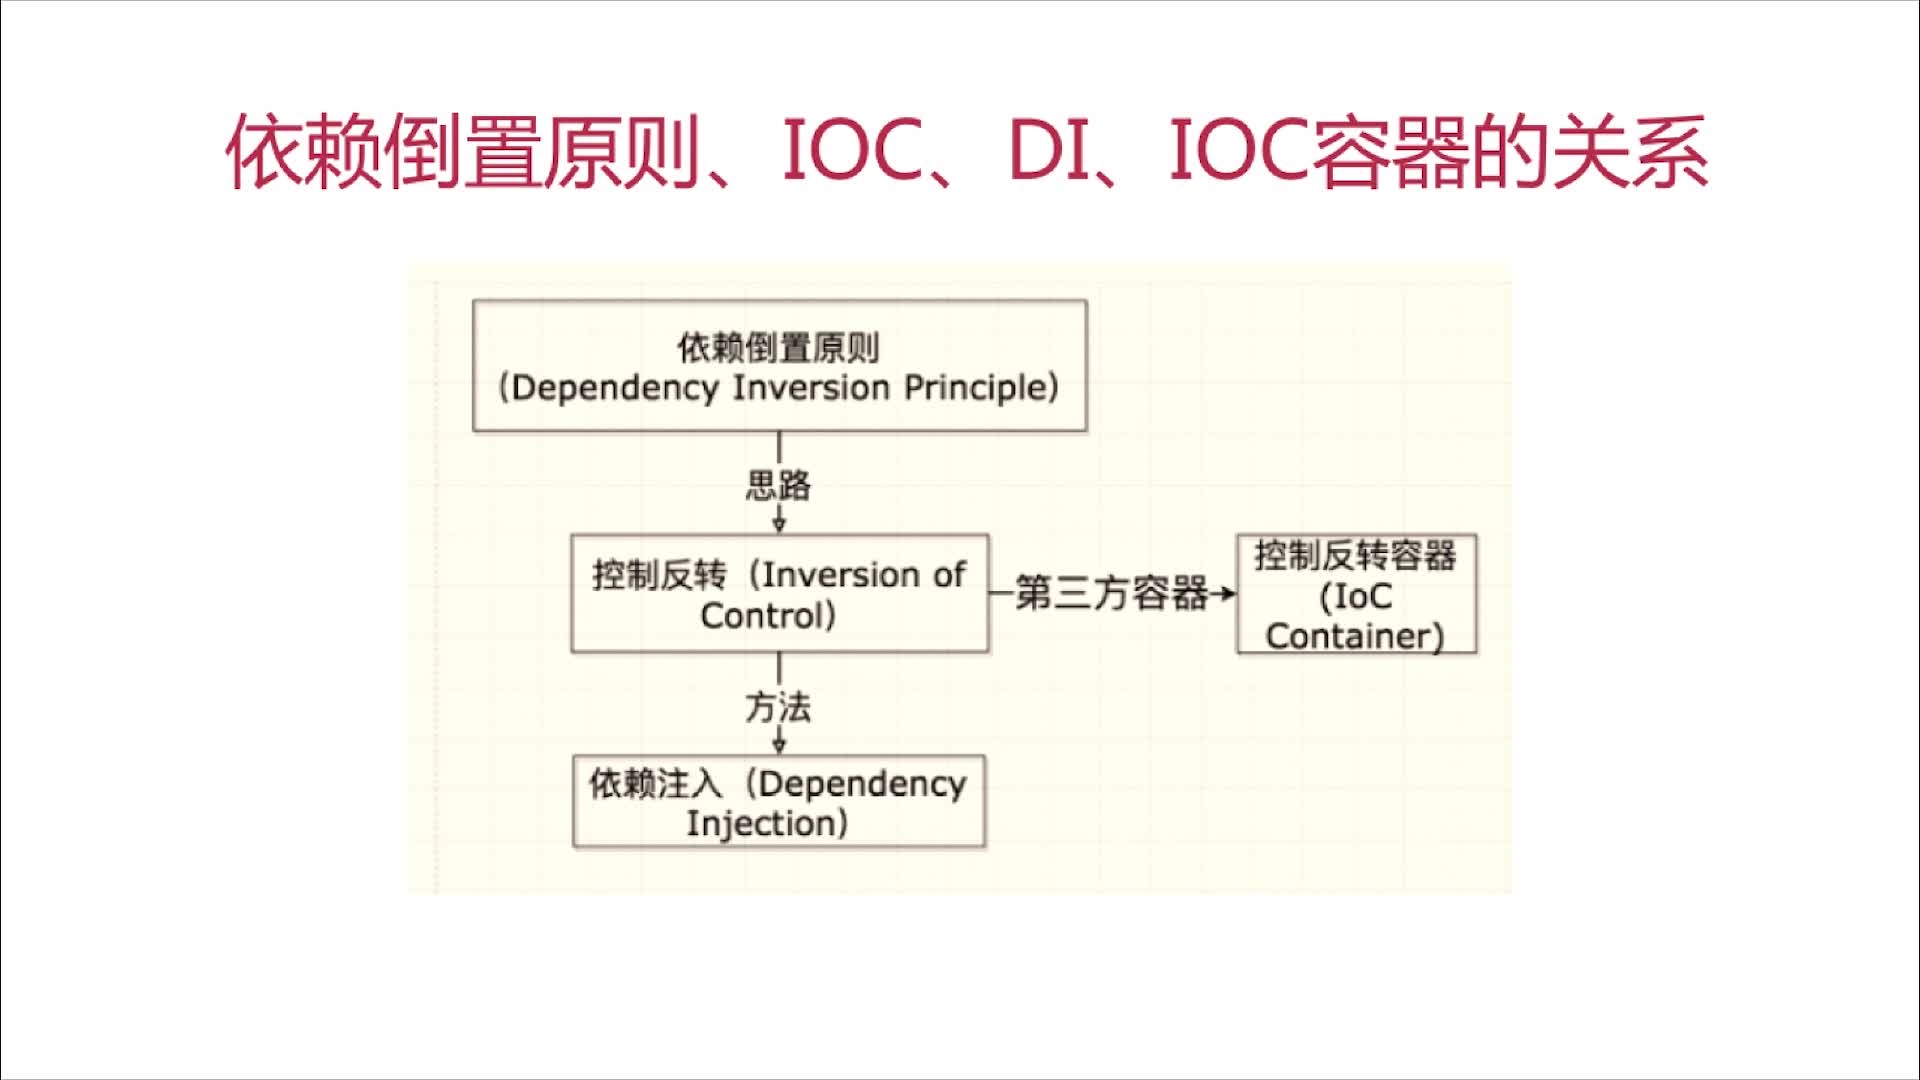 依赖倒置原则、IOC、DI、IOC容器的关系
依赖倒置原则
(Dependency Inversion Principle)
思路
控制反转（Inversion of
Control)
第三方容器
控制反转容器
(IoC
Container)
方法
依赖注入（Dependency
Injection)